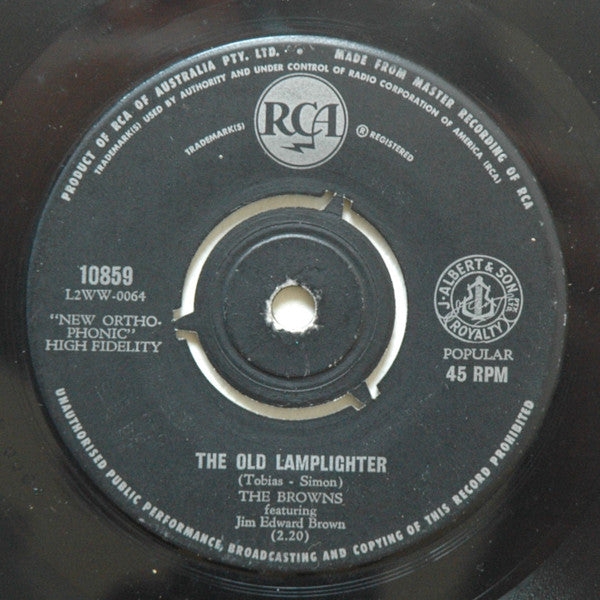 PRODUCT OF RCA OF AUSTRALIA PTY. LTD. MADE FROM MASTER RECORDING OF RCA
TRADEMARK(S) USED BY AUTHORITY AND UNDER CONTROL OF RADIO CORPORATION OF AMERICA (RCA)
RCA
TRADEMARK(S) ® REGISTERED
10859
L2WW-0064
"NEW ORTHO-
PHONIC"
HIGH FIDELITY
J. ALBERT & SON PTY LTD
ROYALTY
POPULAR
45 RPM
THE OLD LAMPLIGHTER
(Tobias - Simon)
THE BROWNS
featuring
Jim Edward Brown
(2.20)
UNAUTHORISED PUBLIC PERFORMANCE, BROADCASTING AND COPYING OF THIS RECORD PROHIBITED